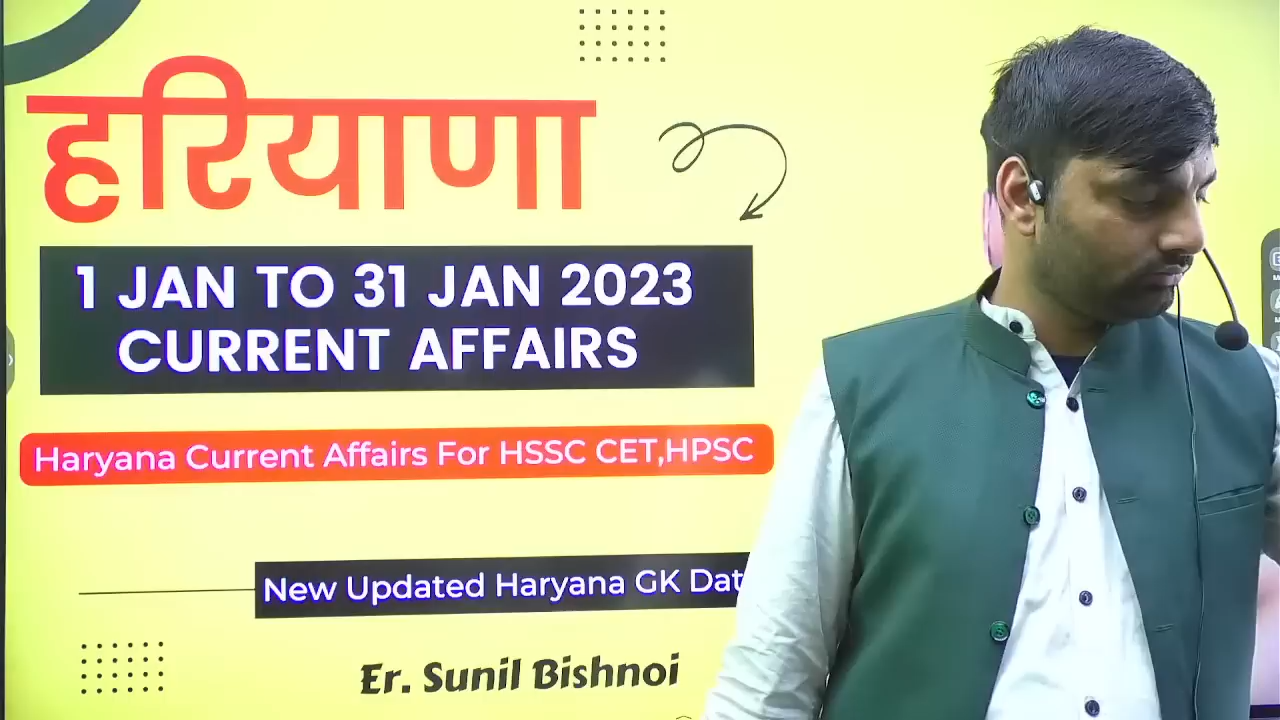 हरियाणा
1 JAN TO 31 JAN 2023
CURRENT AFFAIRS
Haryana Current Affairs For HSSC CET,HPSC
New Updated Haryana GK Dat
Er. Sunil Bishnoi